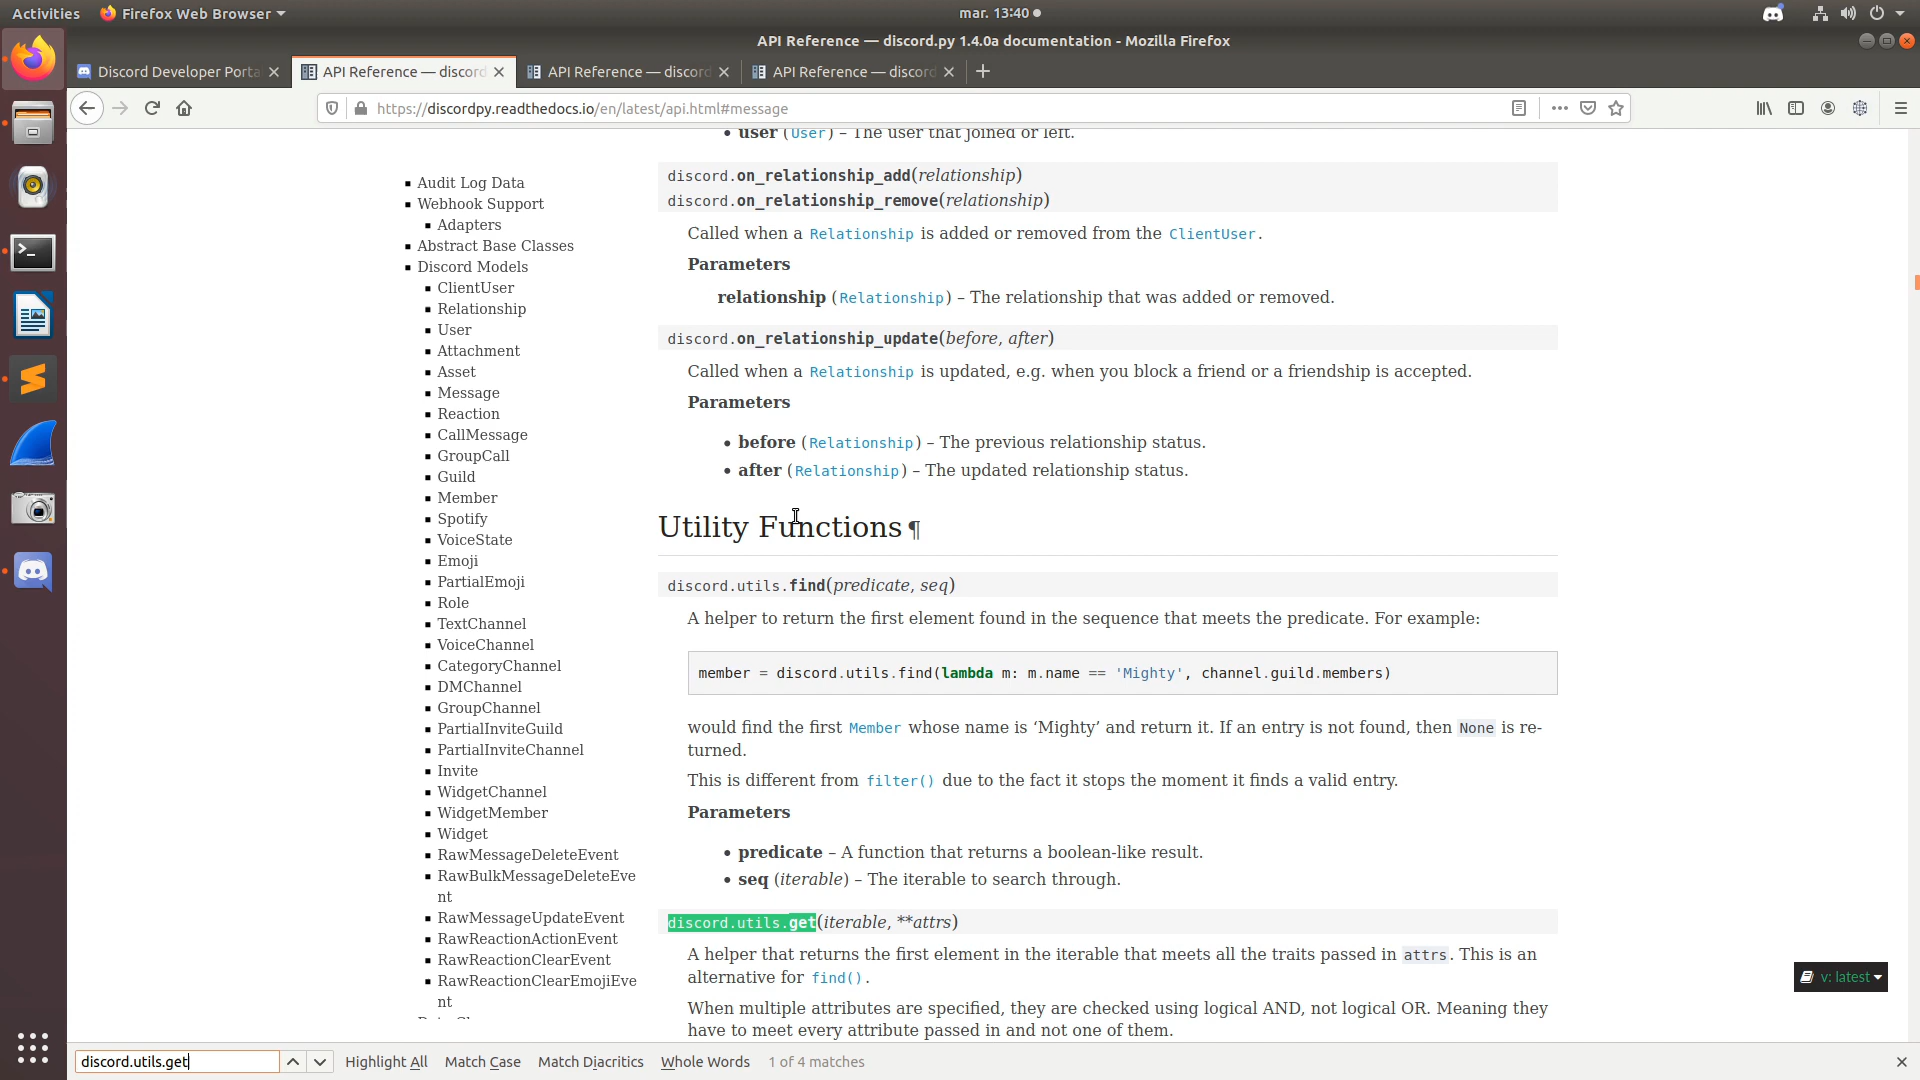 Activities Firefox Web Browser mar. 13:40
API Reference — discord.py 1.4.0a documentation - Mozilla Firefox
Discord Developer Porta API Reference — discord API Reference — discord API Reference — discord
https://discordpy.readthedocs.io/en/latest/api.html#message
Audit Log Data
Webhook Support
Adapters
Abstract Base Classes
Discord Models
ClientUser
Relationship
User
Attachment
Asset
Message
Reaction
CallMessage
GroupCall
Guild
Member
Spotify
VoiceState
Emoji
PartialEmoji
Role
TextChannel
VoiceChannel
CategoryChannel
DMChannel
GroupChannel
PartialInviteGuild
PartialInviteChannel
Invite
WidgetChannel
WidgetMember
Widget
RawMessageDeleteEvent
RawBulkMessageDeleteEve
nt
RawMessageUpdateEvent
RawReactionActionEvent
RawReactionClearEvent
RawReactionClearEmojiEve
nt
• user (User) – The user that joined or left.
discord.on_relationship_add(relationship)
discord.on_relationship_remove(relationship)
Called when a Relationship is added or removed from the ClientUser.
Parameters
relationship (Relationship) – The relationship that was added or removed.
discord.on_relationship_update(before, after)
Called when a Relationship is updated, e.g. when you block a friend or a friendship is accepted.
Parameters
• before (Relationship) – The previous relationship status.
• after (Relationship) – The updated relationship status.
Utility Functions ¶
discord.utils.find(predicate, seq)
A helper to return the first element found in the sequence that meets the predicate. For example:
member = discord.utils.find(lambda m: m.name == 'Mighty', channel.guild.members)
would find the first Member whose name is ‘Mighty’ and return it. If an entry is not found, then None is re-
turned.
This is different from filter() due to the fact it stops the moment it finds a valid entry.
Parameters
• predicate – A function that returns a boolean-like result.
• seq (iterable) – The iterable to search through.
discord.utils.get(iterable, **attrs)
A helper that returns the first element in the iterable that meets all the traits passed in attrs. This is an
alternative for find().
When multiple attributes are specified, they are checked using logical AND, not logical OR. Meaning they
have to meet every attribute passed in and not one of them.
v: latest
discord.utils.get Highlight All Match Case Match Diacritics Whole Words 1 of 4 matches